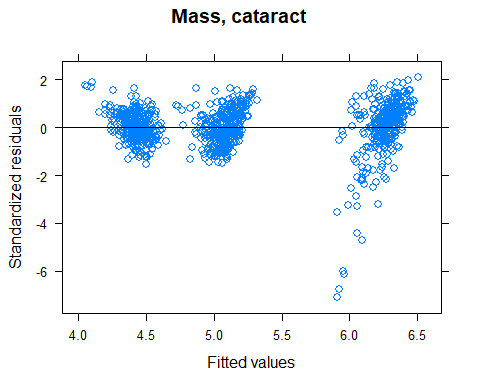 Mass, cataract
Standardized residuals
2
0
-2
-4
-6
4.0 4.5 5.0 5.5 6.0 6.5
Fitted values